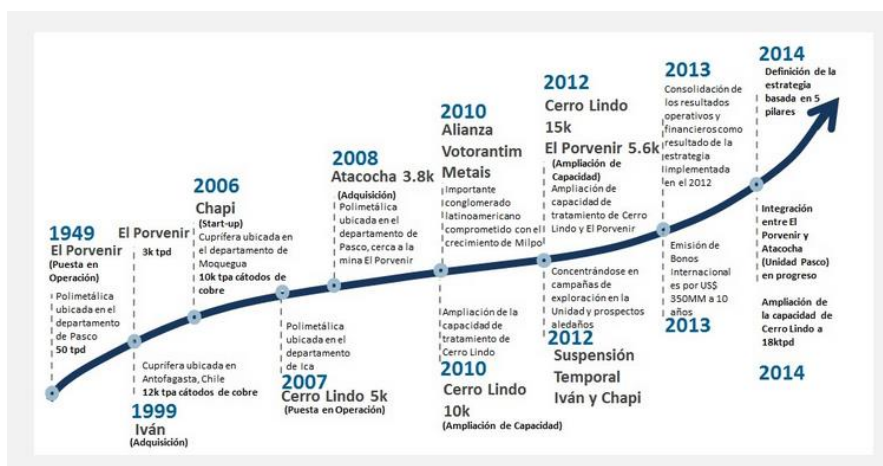 1949
El Porvenir
(Puesta en
Operación)
Polimetálica
ubicada en el
departamento
de Pasco
50 tpd
El Porvenir
3k tpd
Cuprífera ubicada en
Antofagasta, Chile
12k tpa cátodos de cobre
1999
Iván
(Adquisición)
2006
Chapi
(Start-up)
Cuprífera ubicada en
el departamento de
Moquegua
10k tpa cátodos de
cobre
Polimetálica
ubicada en el
departamento
de Ica
2007
Cerro Lindo 5k
(Puesta en Operación)
2008
Atacocha 3.8k
(Adquisición)
Polimetálica
ubicada en el
departamento de
Pasco, cerca a la
mina El Porvenir
2010
Alianza
Votorantim
Metais
Importante
conglomerado
latinoamericano
comprometido con el
crecimiento de Milpo
Ampliación de la
capacidad de
tratamiento de
Cerro Lindo
2010
Cerro Lindo
10k
(Ampliación de Capacidad)
2012
Cerro Lindo
15k
El Porvenir 5.6k
(Ampliación de
Capacidad)
Ampliación de
capacidad de
tratamiento de Cerro
Lindo y El Porvenir
Concentrándose en
campañas de
exploración en la
Unidad y prospectos
aledaños
2012
Suspensión
Temporal
Iván y Chapi
2013
Consolidación de
los resultados
operativos y
financieros como
resultado de la
estrategia
implementada
en el 2012
Emisión de
Bonos
Internacional
es por US$
350MM a 10
años
2013
2014
Definición de la
estrategia
basada en 5
pilares
Integración
entre El
Porvenir y
Atacocha
(Unidad Pasco)
en progreso
Ampliación de
la capacidad de
Cerro Lindo a
18ktpd
2014